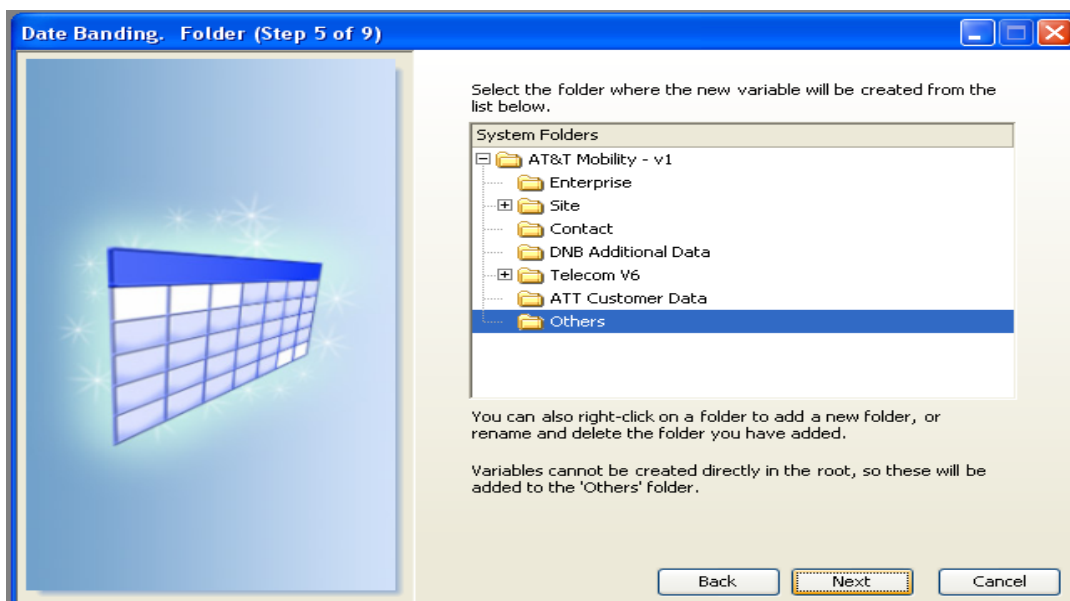 Date Banding.  Folder (Step 5 of 9)
Select the folder where the new variable will be created from the
list below.
System Folders
AT&T Mobility - v1
Enterprise
Site
Contact
DNB Additional Data
Telecom V6
ATT Customer Data
Others
You can also right-click on a folder to add a new folder, or
rename and delete the folder you have added.
Variables cannot be created directly in the root, so these will be
added to the 'Others' folder.
Back Next Cancel